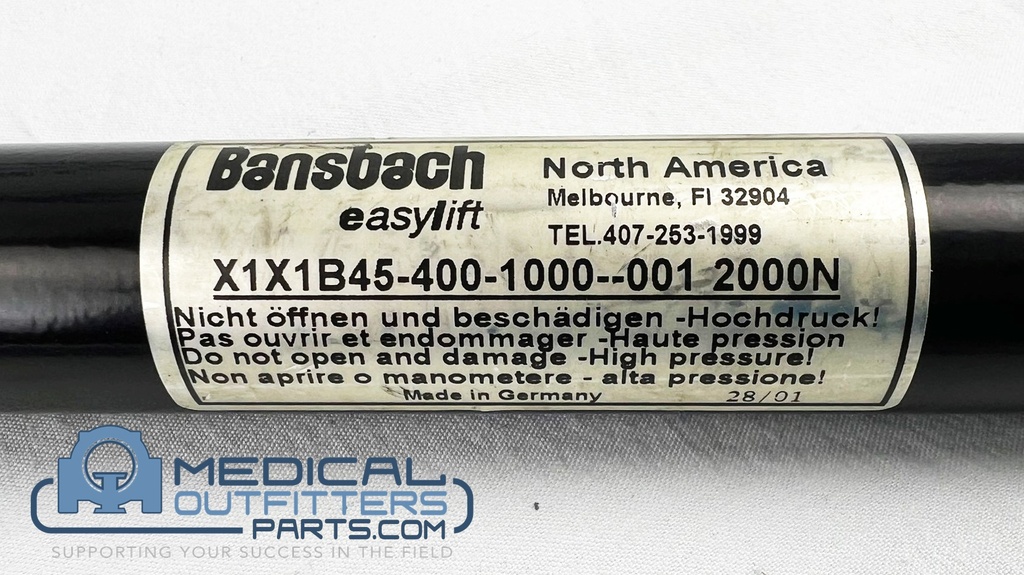 Bansbach North America
easylift Melbourne, Fl 32904
TEL.407-253-1999
X1X1B45-400-1000--001 2000N
Nicht öffnen und beschädigen -Hochdruck!
Pas ouvrir et endommager -Haute pression
Do not open and damage -High pressure!
Non aprire o manometere - alta pressione!
Made in Germany 28/01
MEDICAL
OUTFITTERS
PARTS.COM
SUPPORTING YOUR SUCCESS IN THE FIELD